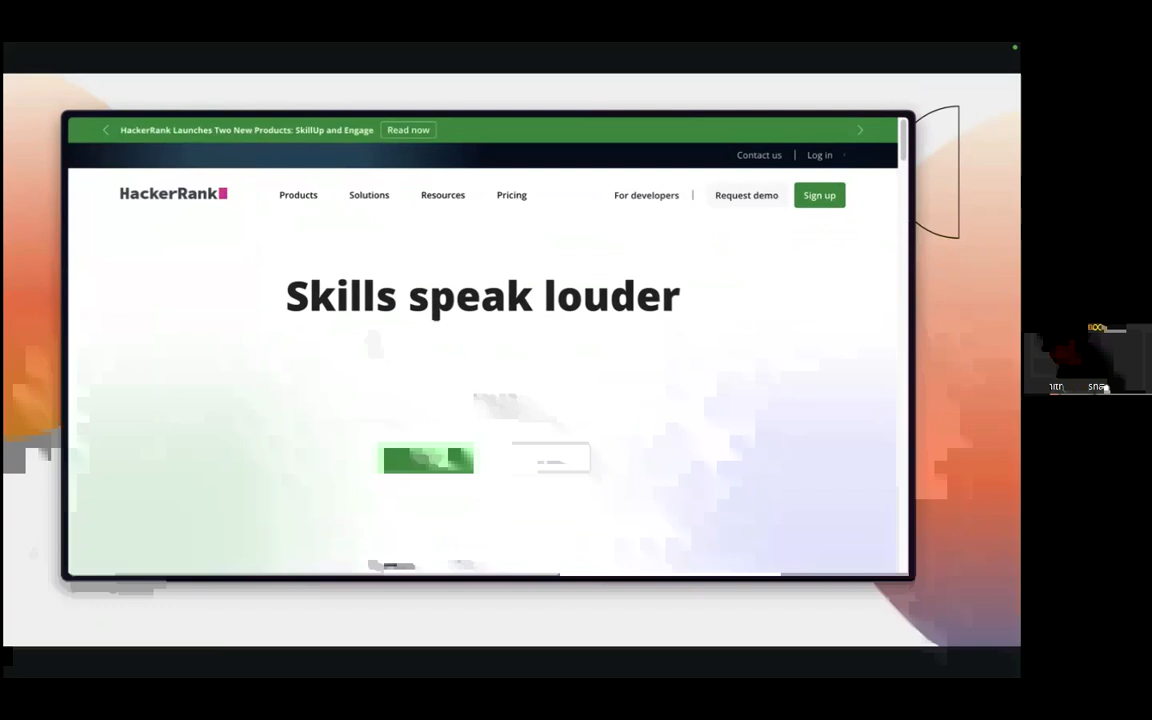 HackerRank Launches Two New Products: SkillUp and Engage Read now
Contact us | Log in
HackerRank Products Solutions Resources Pricing For developers | Request demo Sign up
Skills speak louder